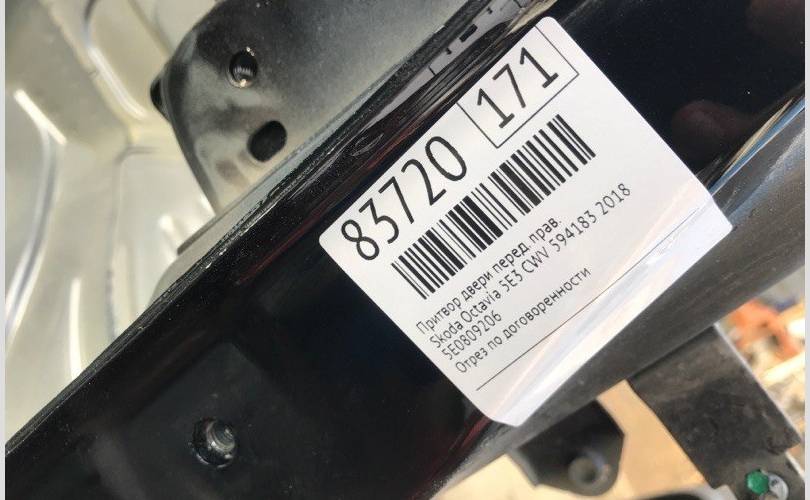 83720 171
Притвор двери перед. прав.
Skoda Octavia 5E3 CWV 594183 2018
5E0809206
Отрез по договоренности